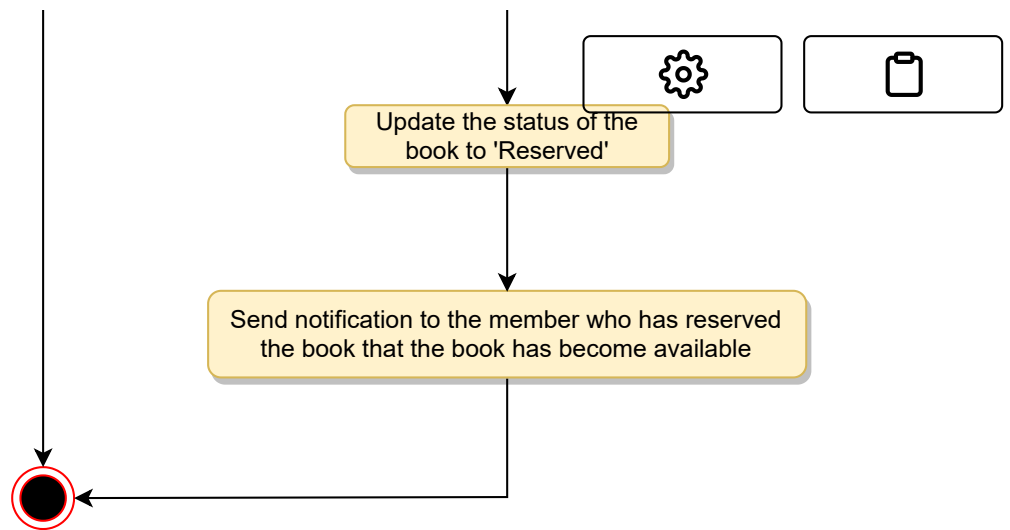 Update the status of the
book to 'Reserved'
Send notification to the member who has reserved
the book that the book has become available